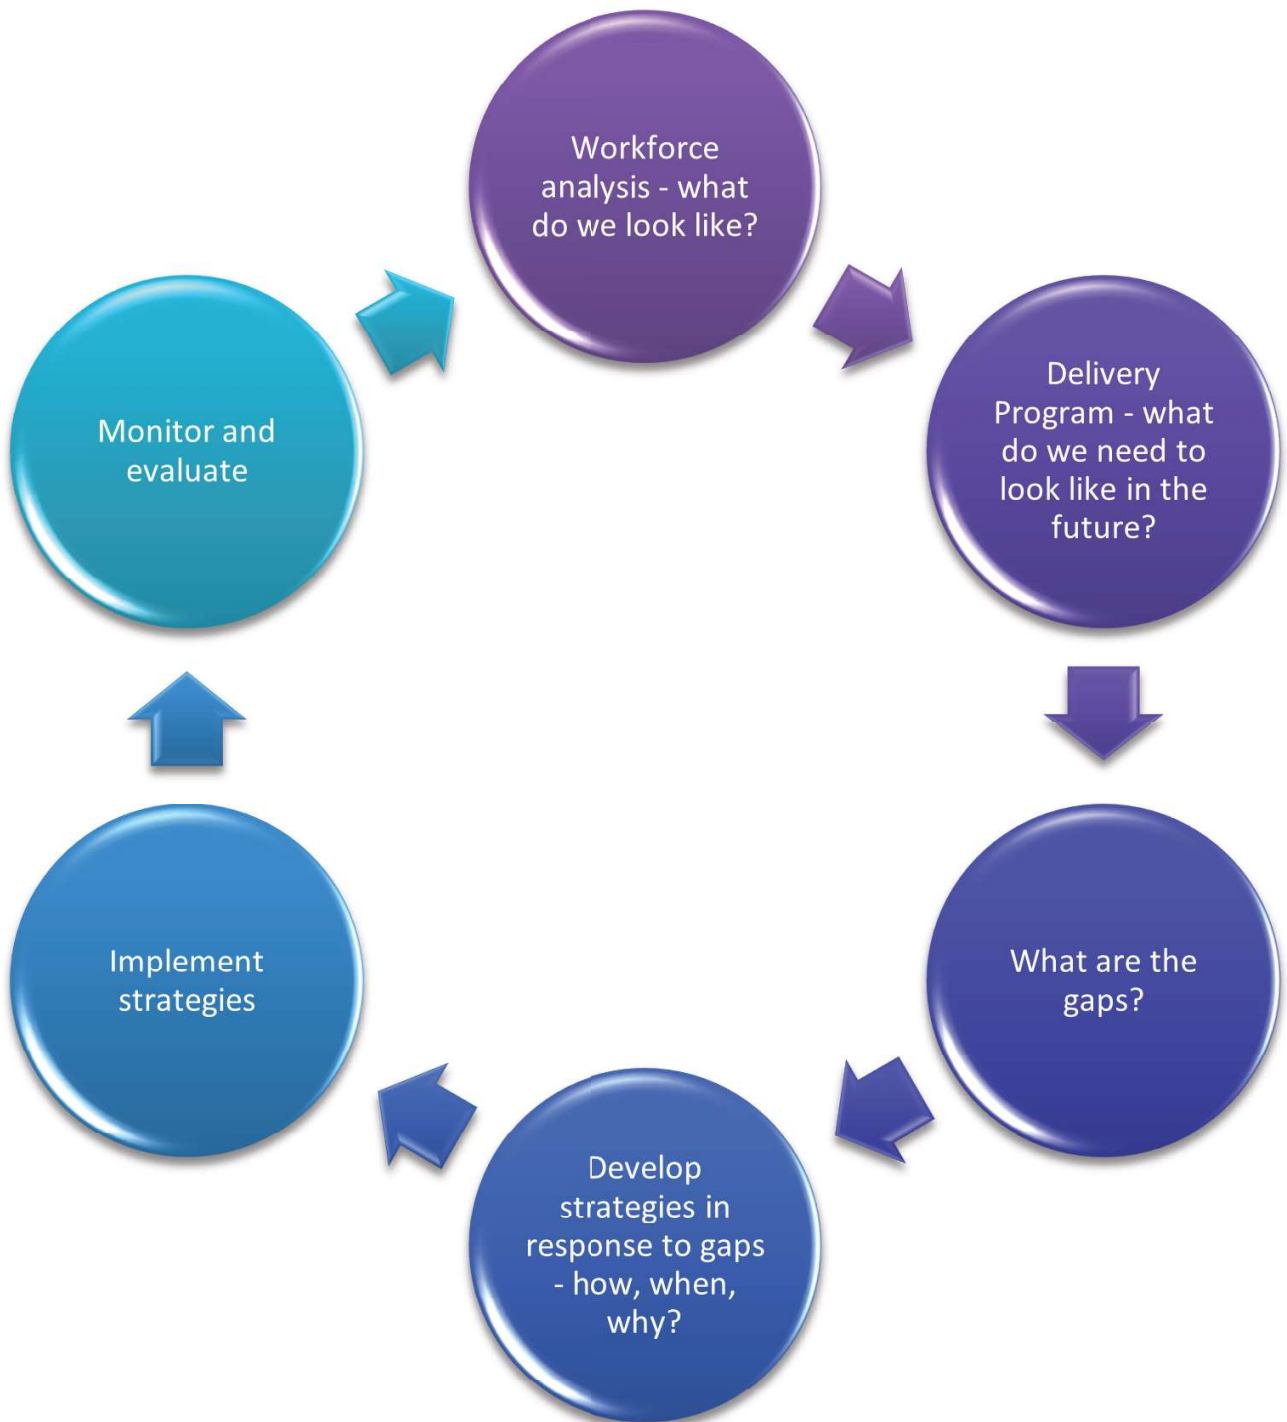 Workforce
analysis - what
do we look like?
Delivery
Program - what
do we need to
look like in the
future?
What are the
gaps?
Develop
strategies in
response to gaps
- how, when,
why?
Implement
strategies
Monitor and
evaluate